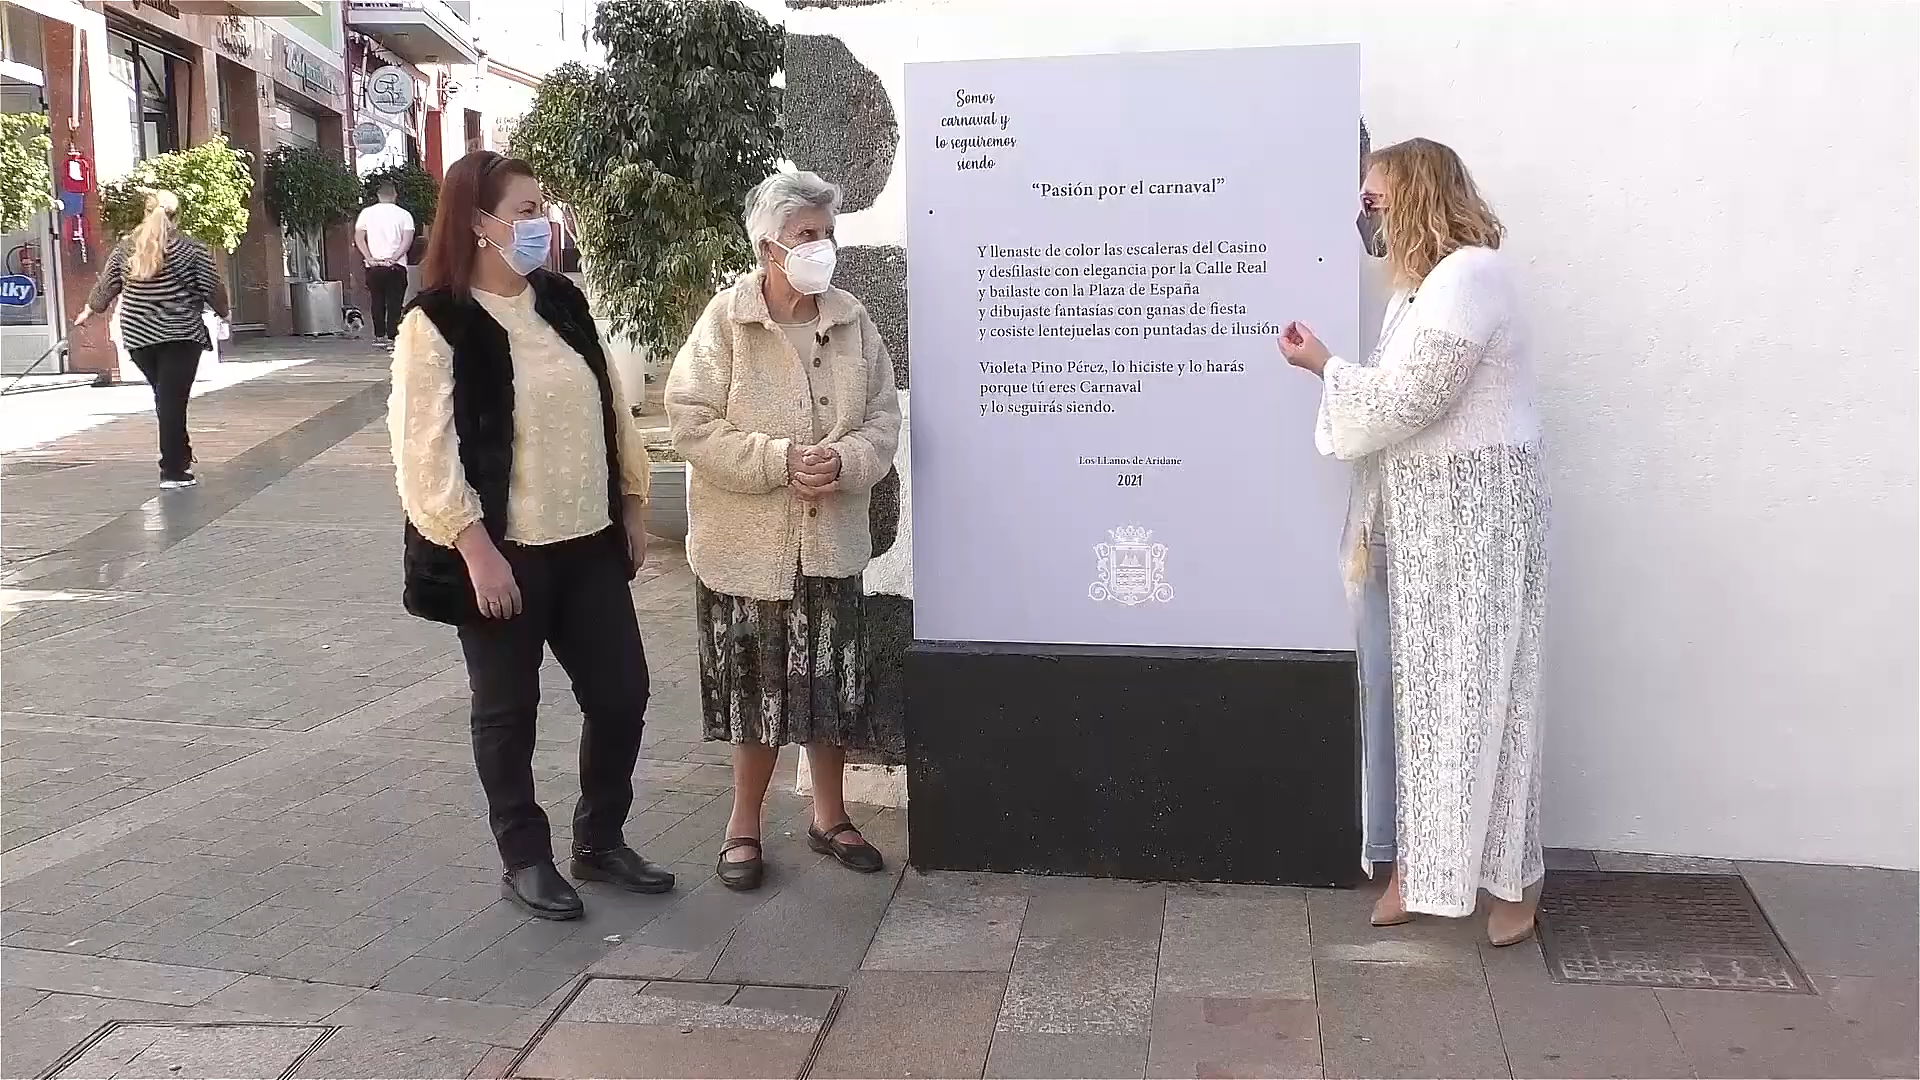 Somos
carnaval y
lo seguiremos
siendo
“Pasión por el carnaval”
Y llenaste de color las escaleras del Casino
y desfilaste con elegancia por la Calle Real
y bailaste con la Plaza de España
y dibujaste fantasías con ganas de fiesta
y cosiste lentejuelas con puntadas de ilusión
Violeta Pino Pérez, lo hiciste y lo harás
porque tú eres Carnaval
y lo seguirás siendo.
Los LLanos de Aridane
2021
lky